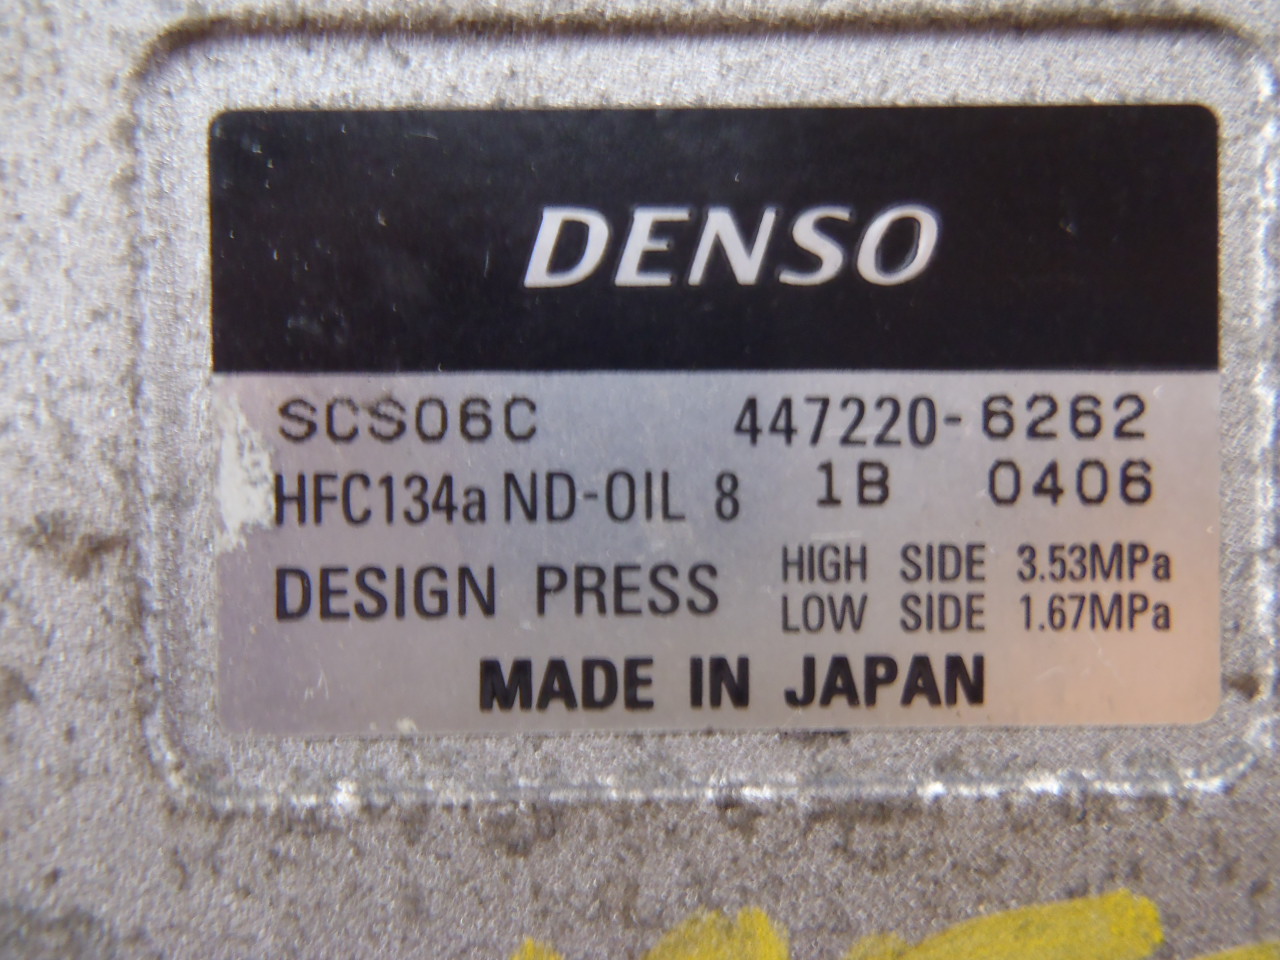 DENSO
SCS06C 447220-6262
HFC134a ND-OIL 8 1B 0406
DESIGN PRESS HIGH SIDE 3.53MPa
LOW SIDE 1.67MPa
MADE IN JAPAN